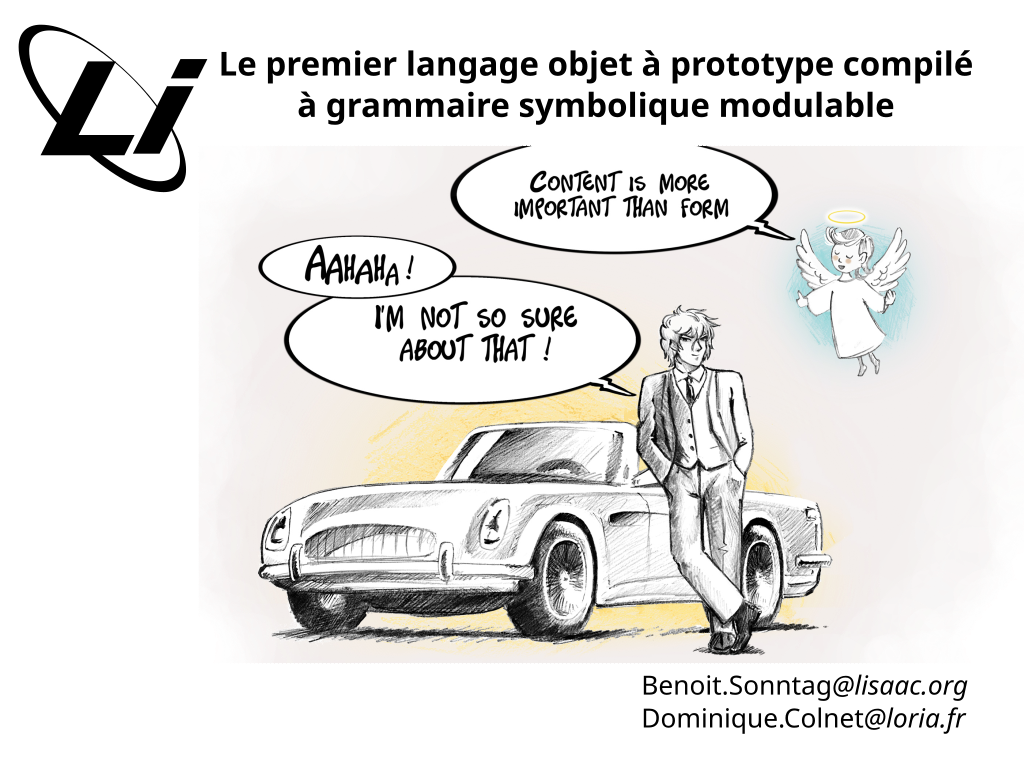 Li
Le premier langage objet à prototype compilé
à grammaire symbolique modulable
CONTENT IS MORE
IMPORTANT THAN FORM
AAHAHA !
I'M NOT SO SURE
ABOUT THAT !
Benoit.Sonntag@lisaac.org
Dominique.Colnet@loria.fr